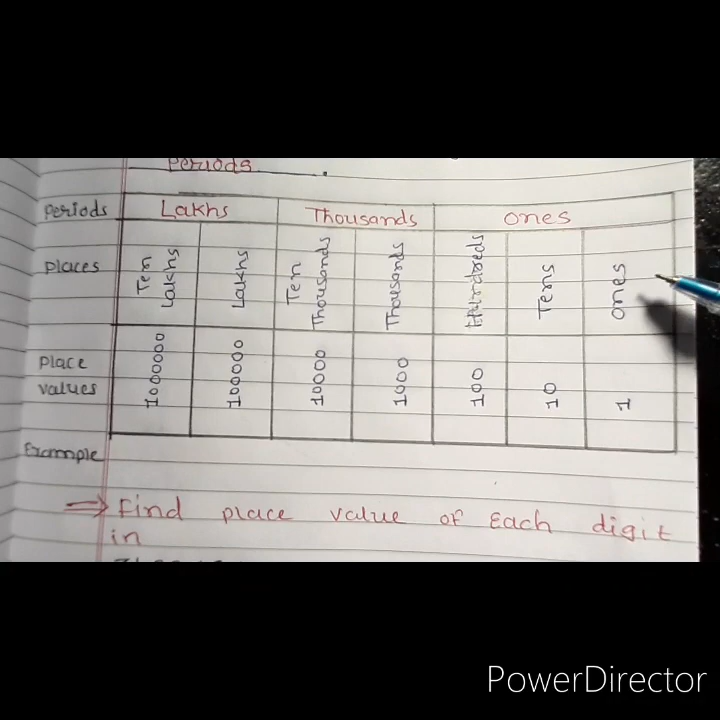 Periods
Periods Lakhs Thousands Ones
Places Ten Lakhs Lakhs Ten Thousands Thousands Hundreds Tens Ones
Place values 1000000 100000 10000 1000 100 10 1
Example
⇒ Find place value of Each digit
in
PowerDirector